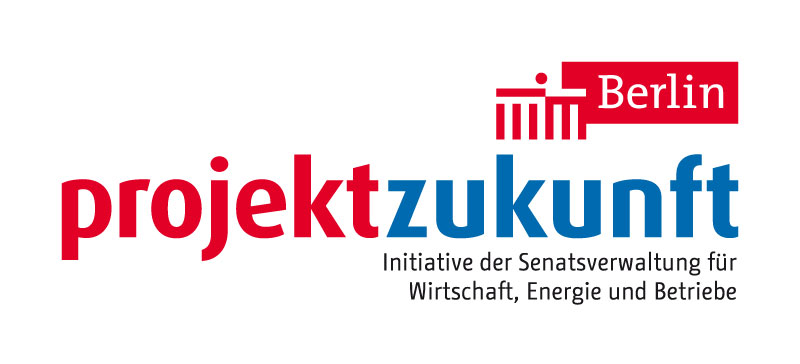 Berlin
projektzukunft
Initiative der Senatsverwaltung für
Wirtschaft, Energie und Betriebe